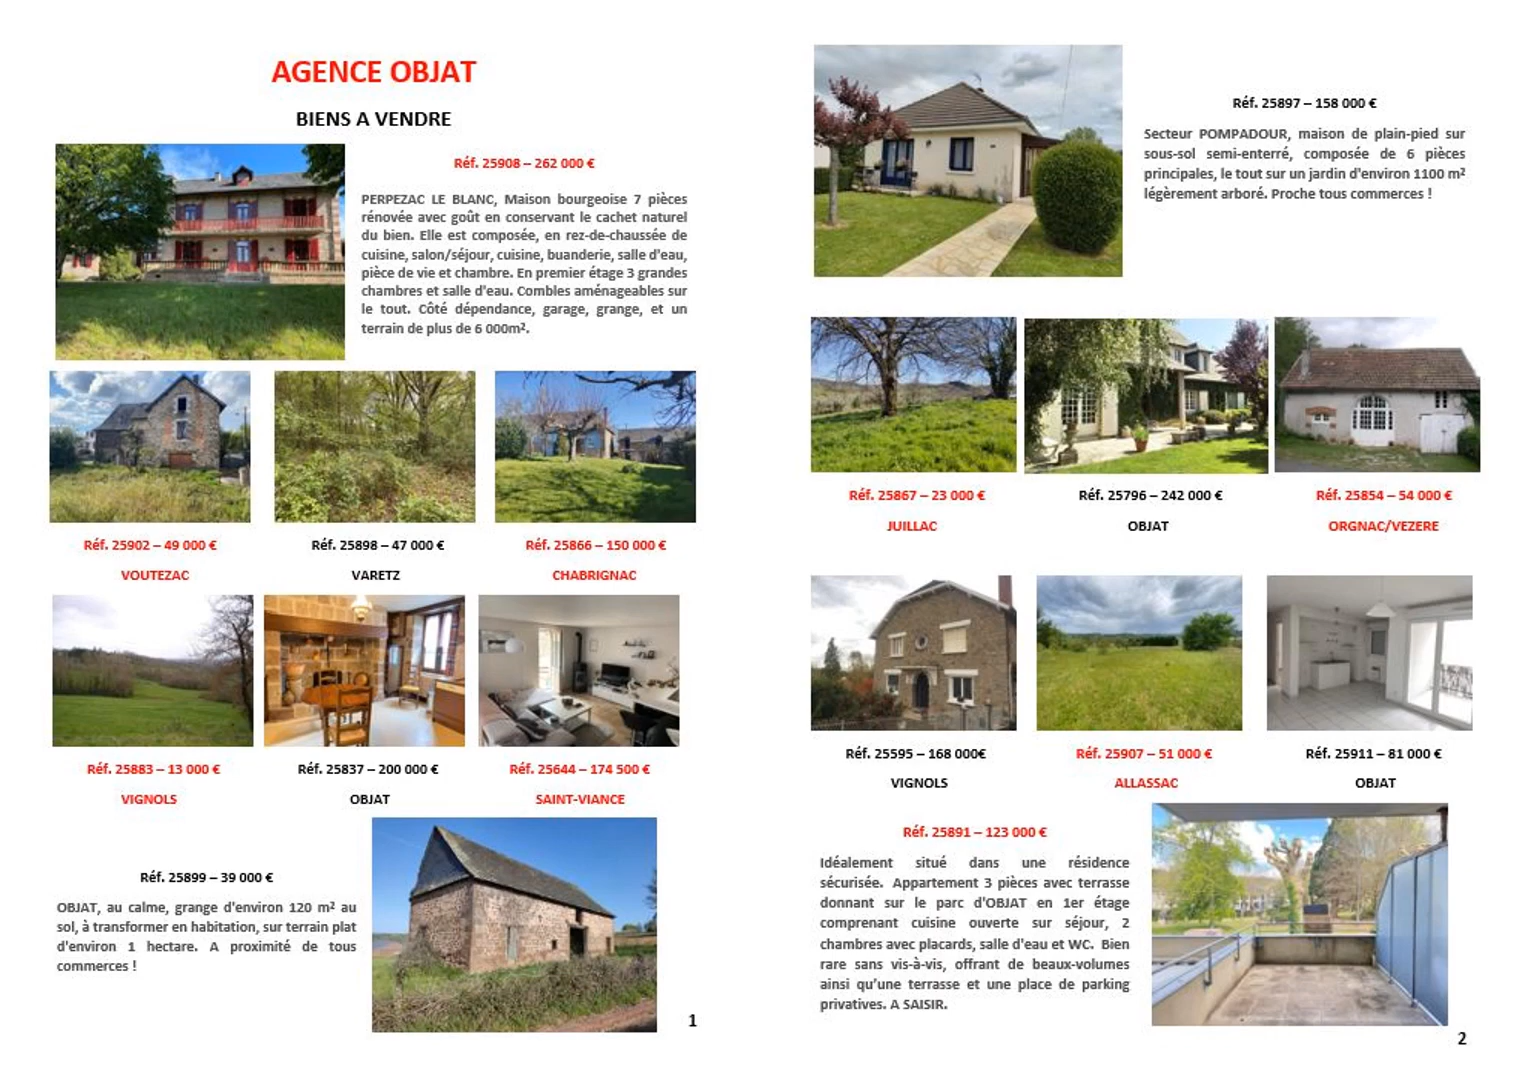 AGENCE OBJAT
BIENS A VENDRE
Réf. 25908 – 262 000 €
PERPEZAC LE BLANC, Maison bourgeoise 7 pièces
rénovée avec goût en conservant le cachet naturel
du bien. Elle est composée, en rez-de-chaussée de
cuisine, salon/séjour, cuisine, buanderie, salle d'eau,
pièce de vie et chambre. En premier étage 3 grandes
chambres et salle d'eau. Combles aménageables sur
le tout. Côté dépendance, garage, grange, et un
terrain de plus de 6 000m².
Réf. 25902 – 49 000 €
VOUTEZAC
Réf. 25898 – 47 000 €
VARETZ
Réf. 25866 – 150 000 €
CHABRIGNAC
Réf. 25883 – 13 000 €
VIGNOLS
Réf. 25837 – 200 000 €
OBJAT
Réf. 25644 – 174 500 €
SAINT-VIANCE
Réf. 25899 – 39 000 €
OBJAT, au calme, grange d'environ 120 m² au
sol, à transformer en habitation, sur terrain plat
d'environ 1 hectare. A proximité de tous
commerces !
1
Réf. 25897 – 158 000 €
Secteur POMPADOUR, maison de plain-pied sur
sous-sol semi-enterré, composée de 6 pièces
principales, le tout sur un jardin d'environ 1100 m²
légèrement arboré. Proche tous commerces !
Réf. 25867 – 23 000 €
JUILLAC
Réf. 25796 – 242 000 €
OBJAT
Réf. 25854 – 54 000 €
ORGNAC/VEZERE
Réf. 25595 – 168 000€
VIGNOLS
Réf. 25907 – 51 000 €
ALLASSAC
Réf. 25911 – 81 000 €
OBJAT
Réf. 25891 – 123 000 €
Idéalement situé dans une résidence
sécurisée. Appartement 3 pièces avec terrasse
donnant sur le parc d'OBJAT en 1er étage
comprenant cuisine ouverte sur séjour, 2
chambres avec placards, salle d'eau et WC. Bien
rare sans vis-à-vis, offrant de beaux-volumes
ainsi qu’une terrasse et une place de parking
privatives. A SAISIR.
2